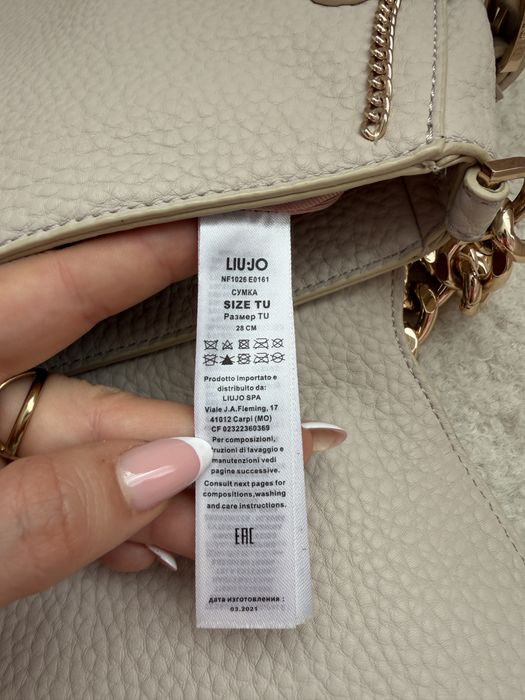 LIU·JO
NF1026 E0161
СУМКА
SIZE TU
Размер TU
28 CM
Prodotto importato e
distribuito da:
LIUJO SPA
Viale J.A.Fleming, 17
41012 Carpi (MO)
CF 02322360369
Per composizioni,
truzioni di lavaggio e
manutenzioni vedi
pagine successive.
Consult next pages for
compositions,washing
and care instructions.
EAC
дата изготовления :
03.2021